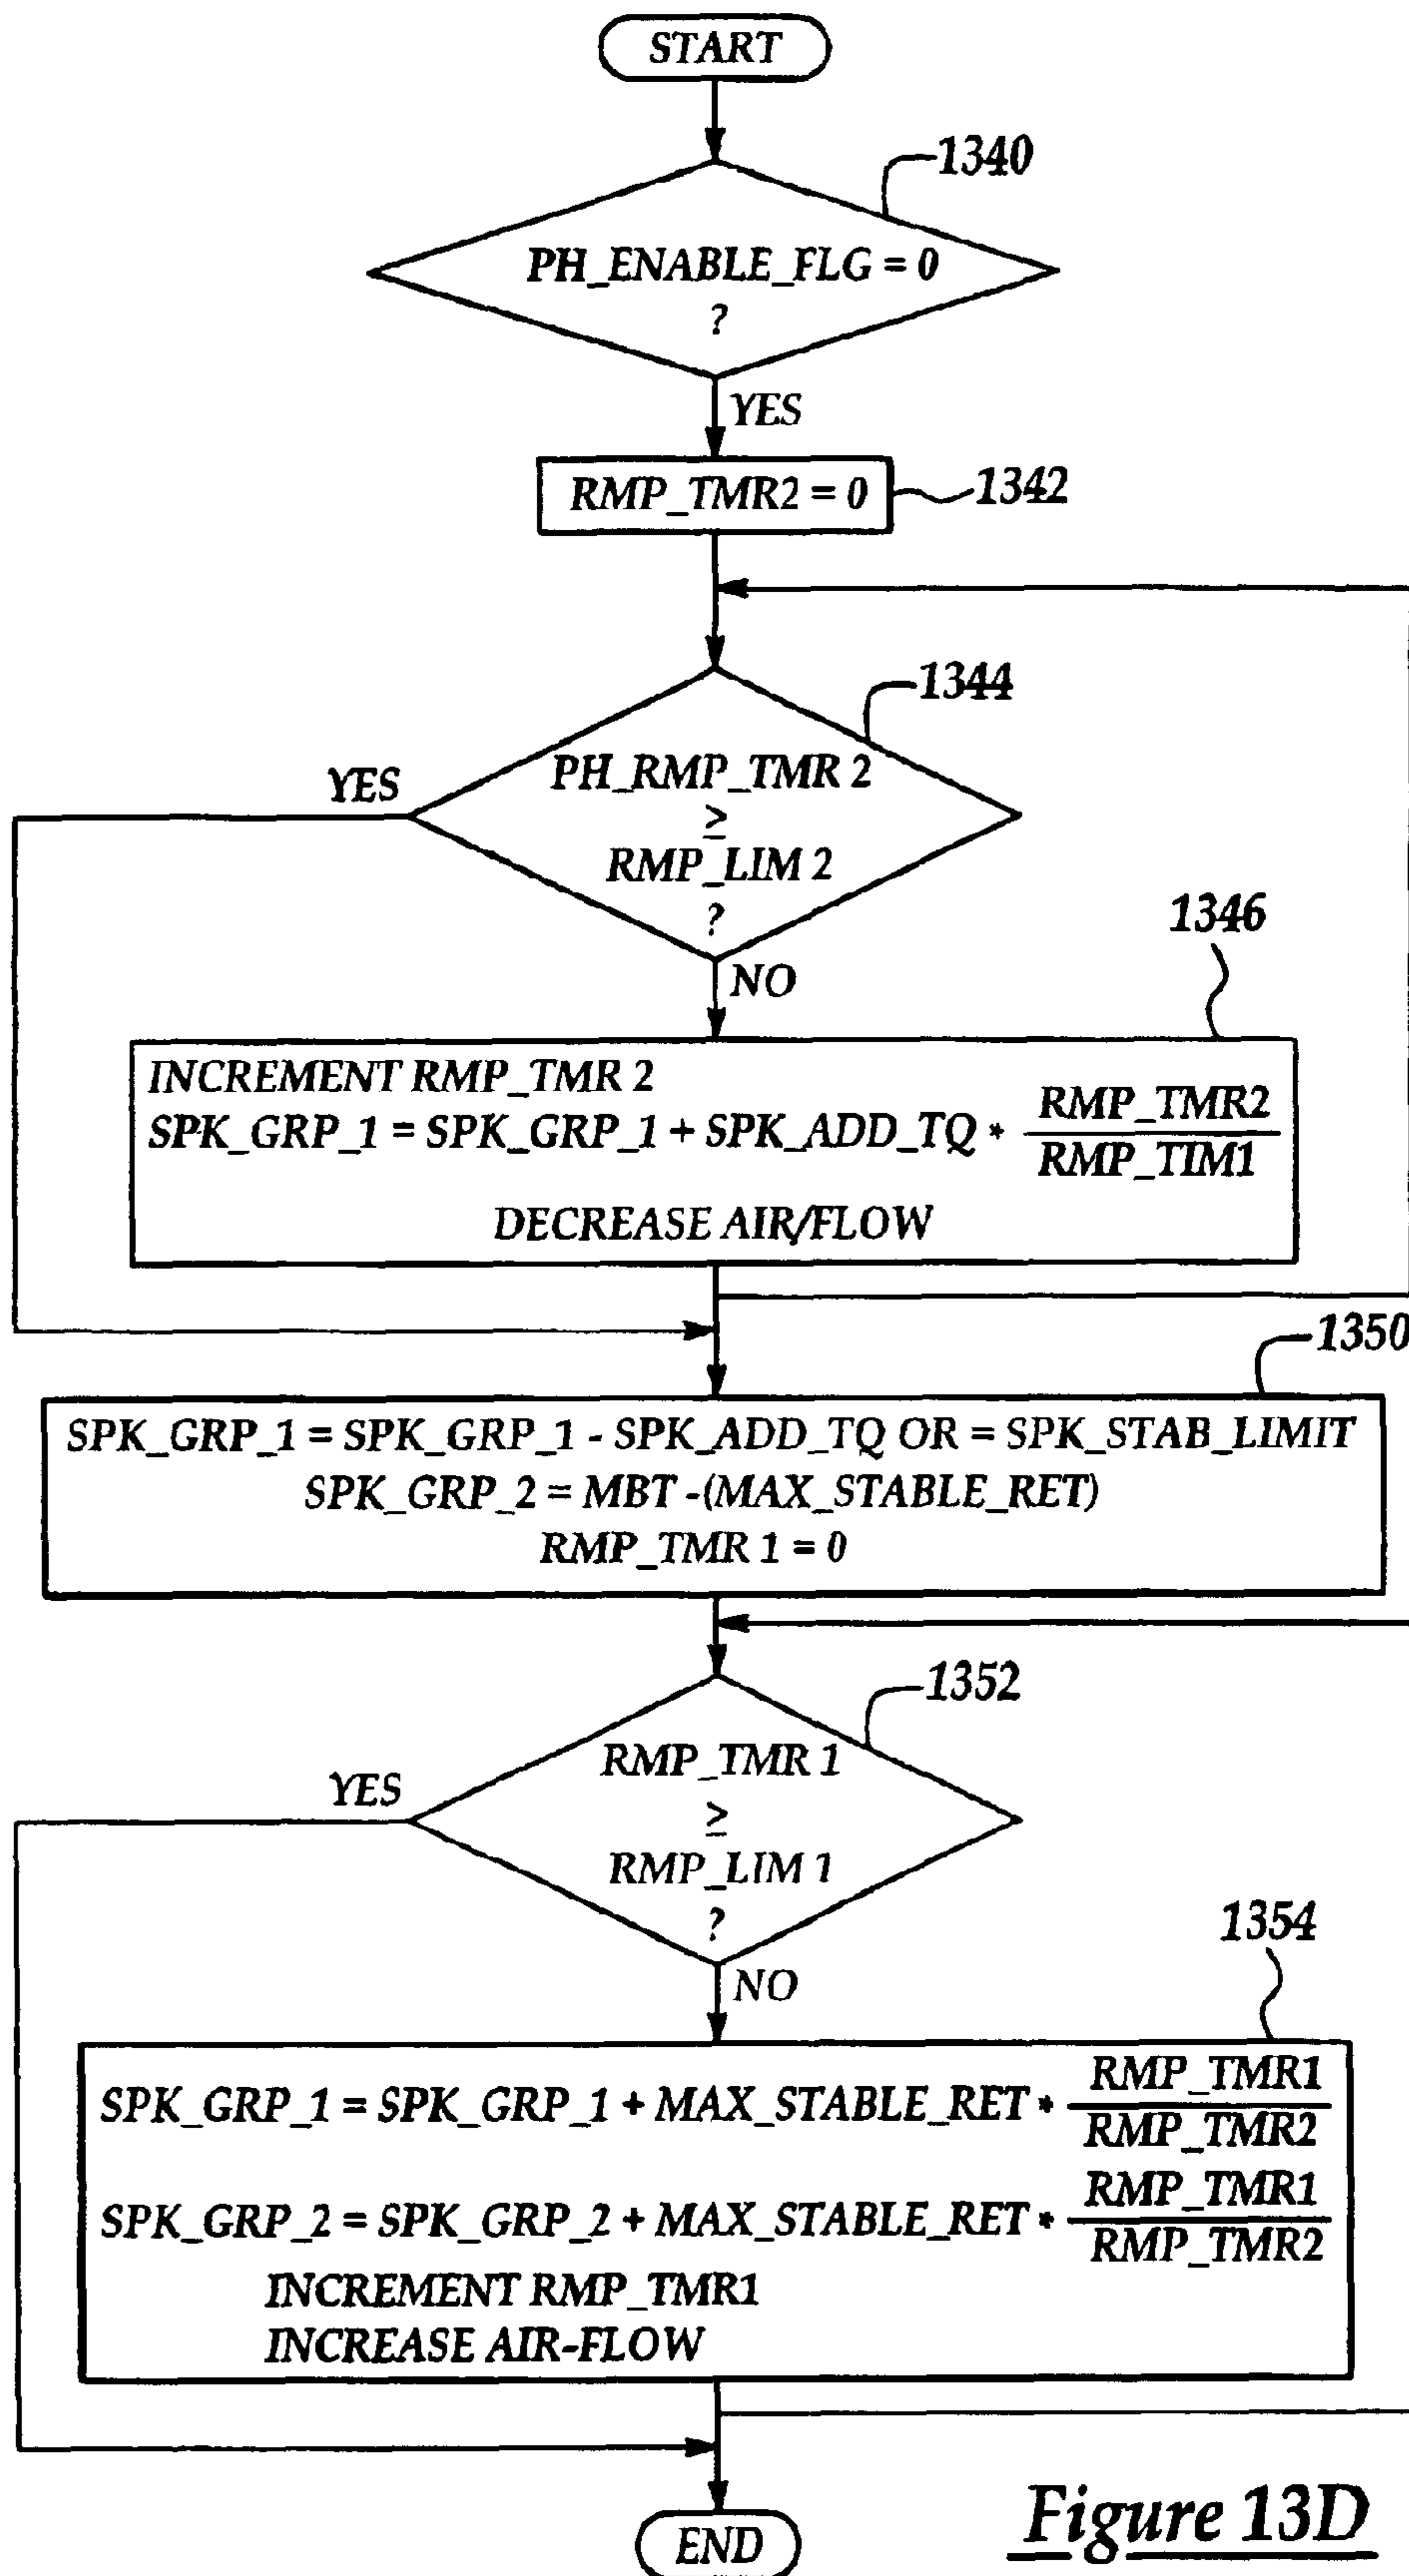 START
1340
PH_ENABLE_FLG = 0
?
YES
RMP_TMR2 = 0
1342
1344
YES
PH_RMP_TMR 2
≥
RMP_LIM 2
?
NO
1346
INCREMENT RMP_TMR 2
SPK_GRP_1 = SPK_GRP_1 + SPK_ADD_TQ * RMP_TMR2
RMP_TIM1
DECREASE AIR/FLOW
1350
SPK_GRP_1 = SPK_GRP_1 - SPK_ADD_TQ OR = SPK_STAB_LIMIT
SPK_GRP_2 = MBT -(MAX_STABLE_RET)
RMP_TMR 1 = 0
1352
YES
RMP_TMR 1
≥
RMP_LIM 1
?
NO
1354
SPK_GRP_1 = SPK_GRP_1 + MAX_STABLE_RET * RMP_TMR1
RMP_TMR2
SPK_GRP_2 = SPK_GRP_2 + MAX_STABLE_RET * RMP_TMR1
RMP_TMR2
INCREMENT RMP_TMR1
INCREASE AIR-FLOW
END
Figure 13D